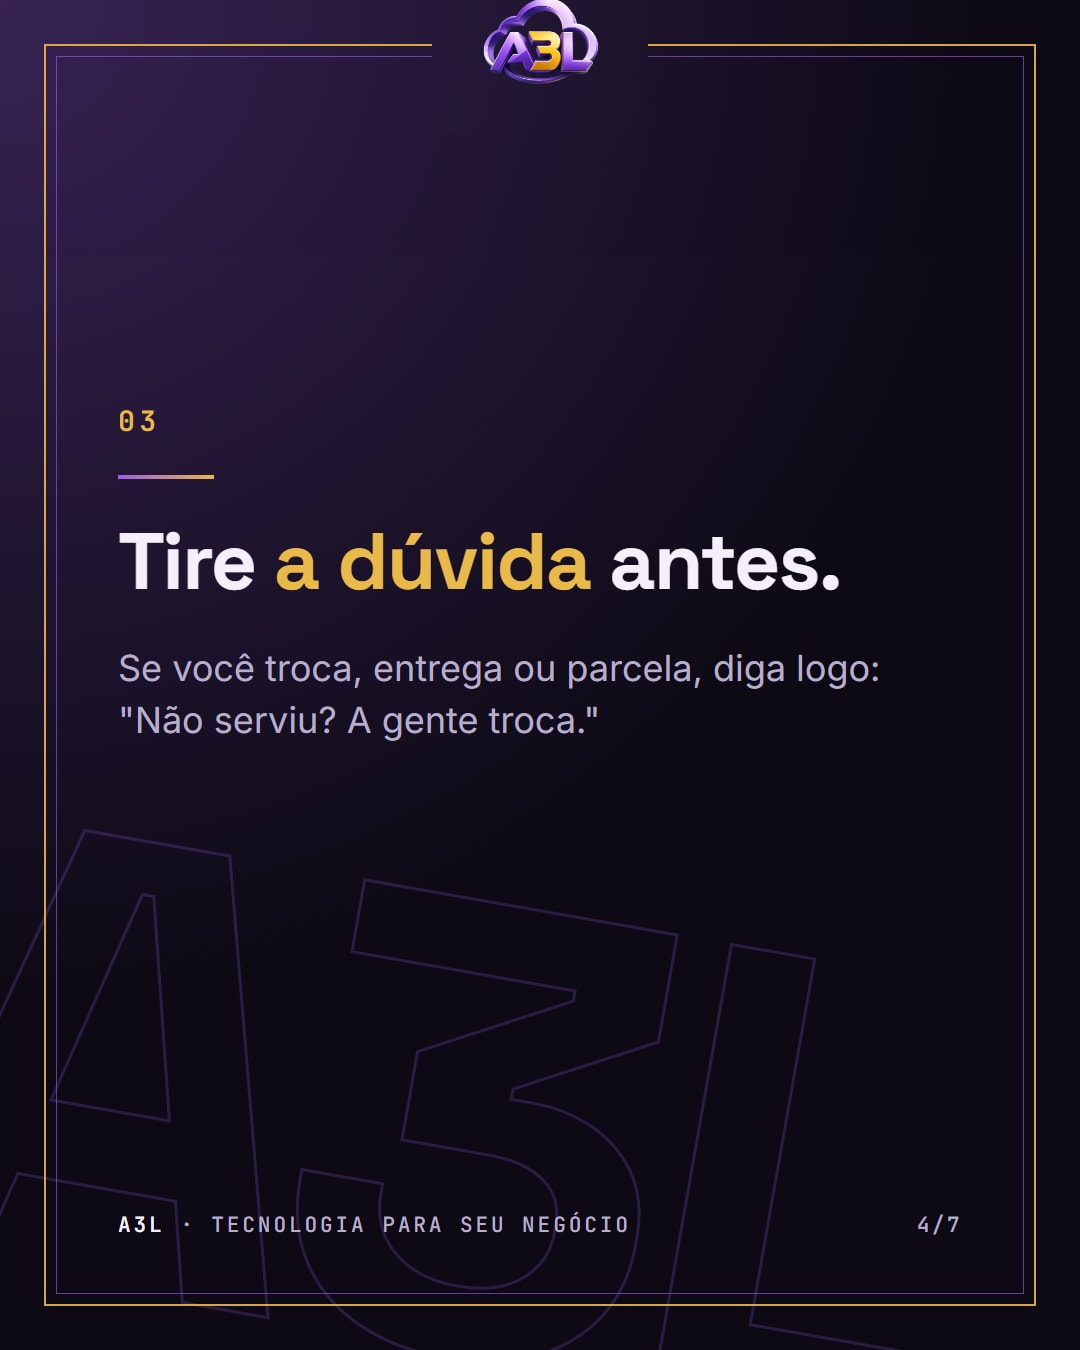 A3L
03
Tire a dúvida antes.
Se você troca, entrega ou parcela, diga logo:
"Não serviu? A gente troca."
A3L
A3L · TECNOLOGIA PARA SEU NEGÓCIO
4/7